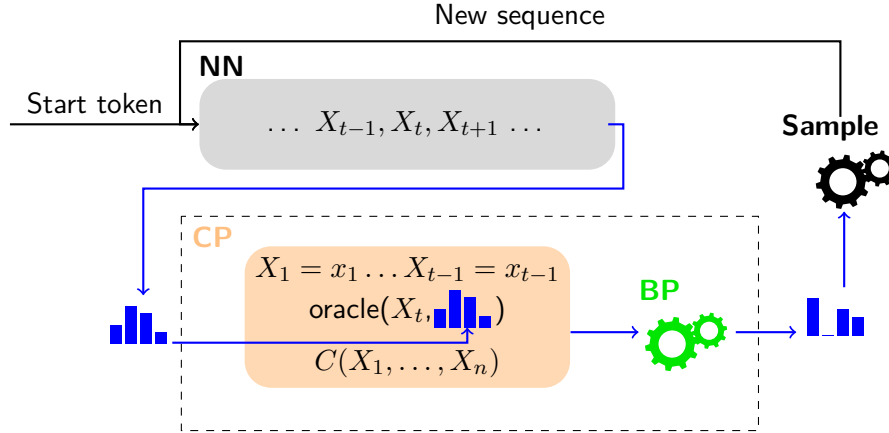 New sequence
NN
Start token
… X_{t−1}, X_t, X_{t+1} …
Sample
CP
X_1 = x_1 … X_{t−1} = x_{t−1}
BP
oracle(X_t, )
C(X_1, …, X_n)